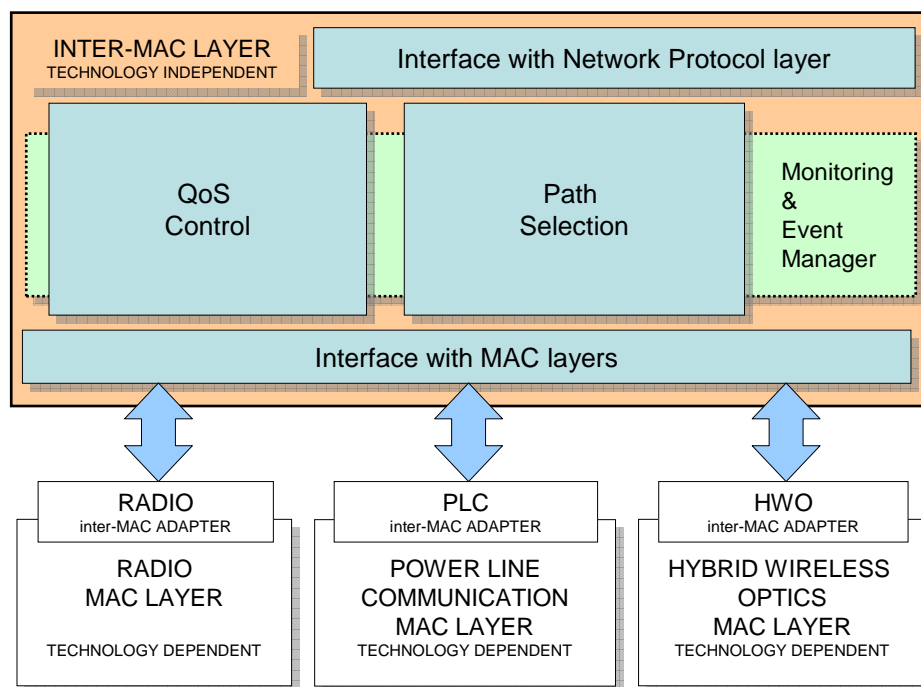 INTER-MAC LAYER
TECHNOLOGY INDEPENDENT
Interface with Network Protocol layer
QoS
Control
Path
Selection
Monitoring
&
Event
Manager
Interface with MAC layers
RADIO
inter-MAC ADAPTER
RADIO
MAC LAYER
TECHNOLOGY DEPENDENT
PLC
inter-MAC ADAPTER
POWER LINE
COMMUNICATION
MAC LAYER
TECHNOLOGY DEPENDENT
HWO
inter-MAC ADAPTER
HYBRID WIRELESS
OPTICS
MAC LAYER
TECHNOLOGY DEPENDENT